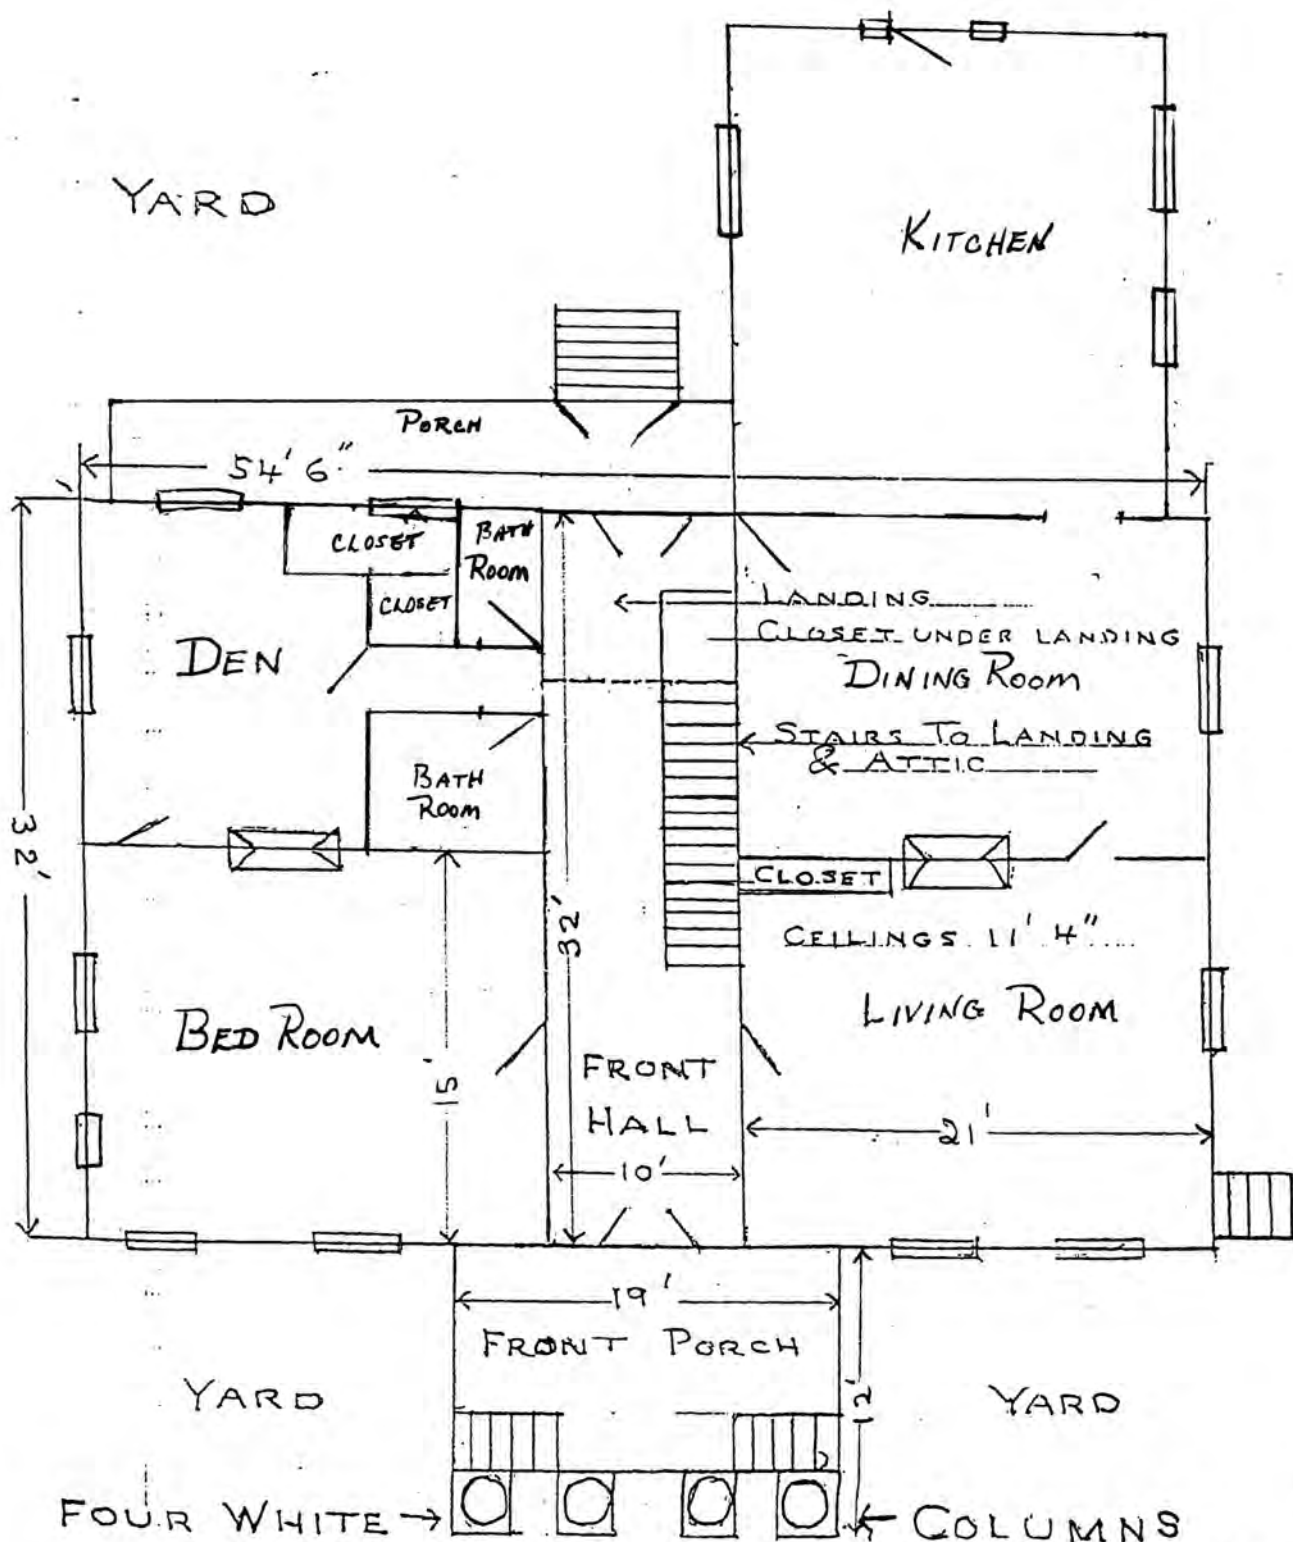 YARD
KITCHEN
PORCH
54' 6"
CLOSET
BATH
ROOM
CLOSET
DEN
LANDING
CLOSET UNDER LANDING
DINING ROOM
STAIRS TO LANDING
& ATTIC
BATH
ROOM
32'
32'
CLOSET
CEILINGS 11' 4"
BED ROOM
LIVING ROOM
15'
FRONT
HALL
21'
10'
19'
FRONT PORCH
12'
YARD
YARD
FOUR WHITE
COLUMNS